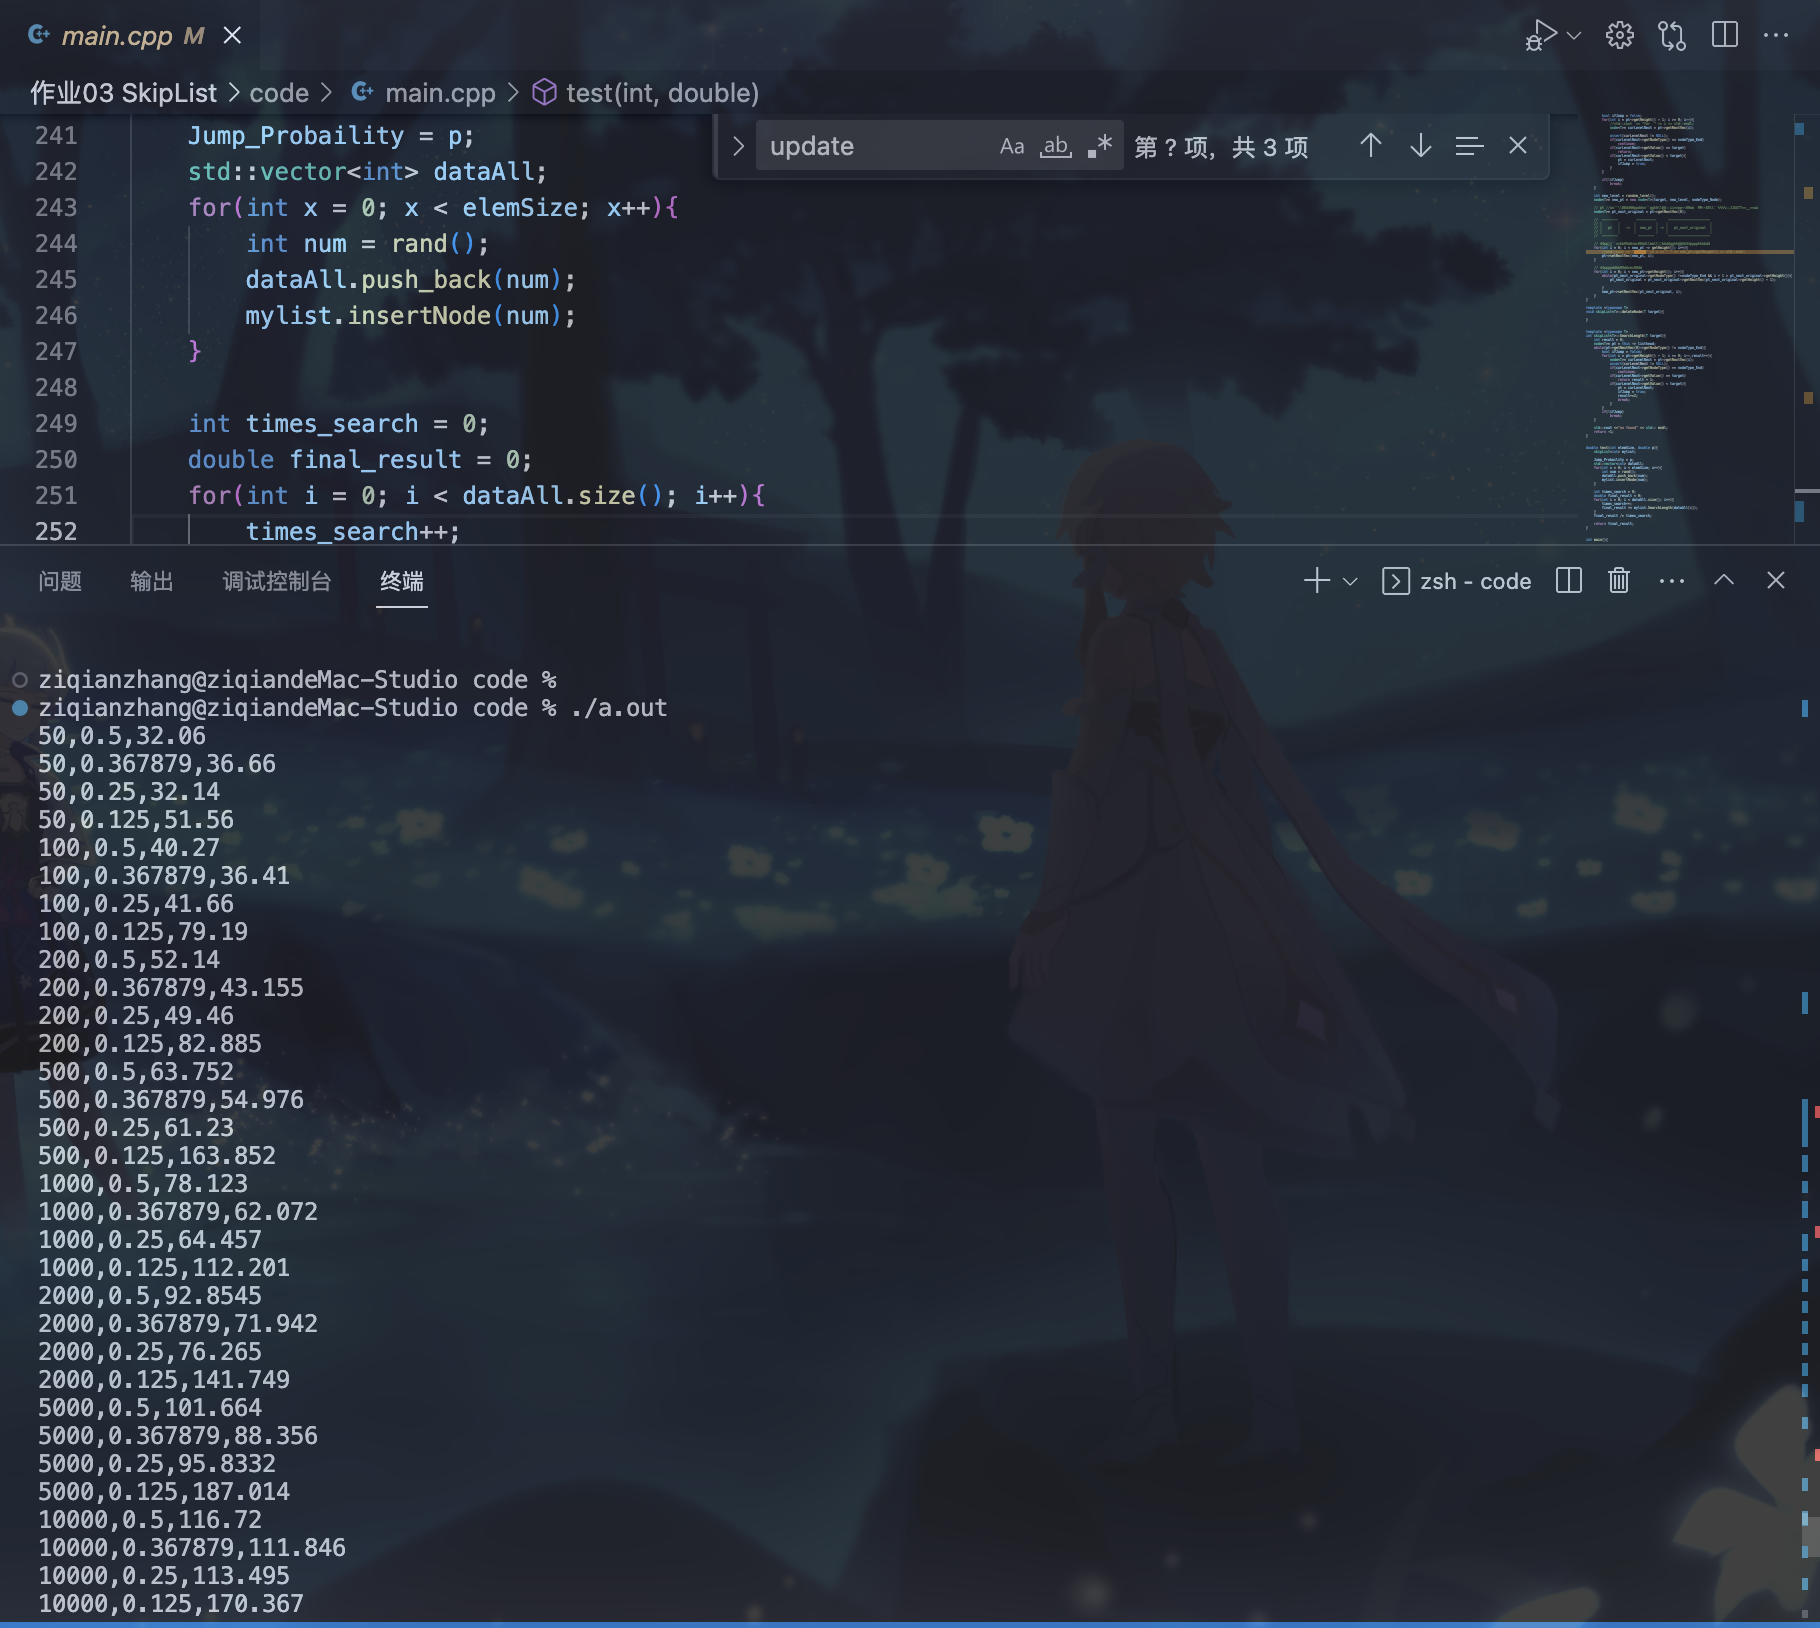 main.cpp M
作业03 SkipList > code > main.cpp > test(int, double)
update
Aa ab .* 第 ? 项, 共 3 项
241 Jump_Probaility = p;
242 std::vector<int> dataAll;
243 for(int x = 0; x < elemSize; x++){
244 int num = rand();
245 dataAll.push_back(num);
246 mylist.insertNode(num);
247 }
248
249 int times_search = 0;
250 double final_result = 0;
251 for(int i = 0; i < dataAll.size(); i++){
252 times_search++;
问题 输出 调试控制台 终端
zsh - code
ziqianzhang@ziqiandeMac-Studio code %
ziqianzhang@ziqiandeMac-Studio code % ./a.out
50,0.5,32.06
50,0.367879,36.66
50,0.25,32.14
50,0.125,51.56
100,0.5,40.27
100,0.367879,36.41
100,0.25,41.66
100,0.125,79.19
200,0.5,52.14
200,0.367879,43.155
200,0.25,49.46
200,0.125,82.885
500,0.5,63.752
500,0.367879,54.976
500,0.25,61.23
500,0.125,163.852
1000,0.5,78.123
1000,0.367879,62.072
1000,0.25,64.457
1000,0.125,112.201
2000,0.5,92.8545
2000,0.367879,71.942
2000,0.25,76.265
2000,0.125,141.749
5000,0.5,101.664
5000,0.367879,88.356
5000,0.25,95.8332
5000,0.125,187.014
10000,0.5,116.72
10000,0.367879,111.846
10000,0.25,113.495
10000,0.125,170.367